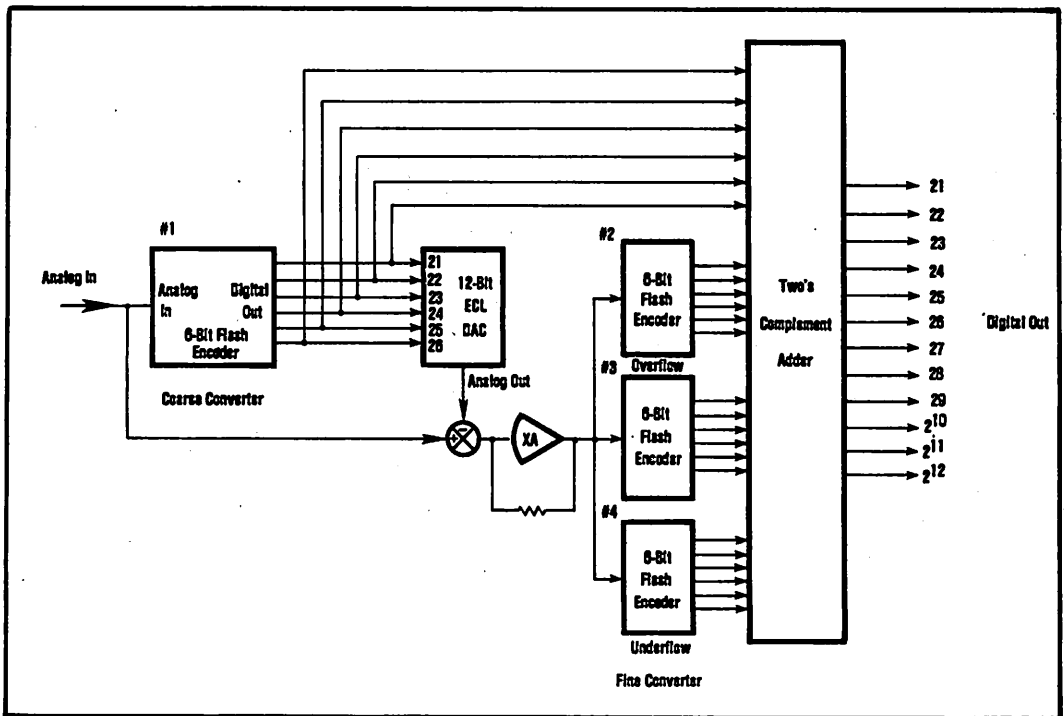 #1
Analog In
Analog
In
Digital
Out
6-Bit Flash
Encoder
Coarse Converter
21
22
23
24
25
26
12-Bit
ECL
DAC
Analog Out
+
-
XA
#2
6-Bit
Flash
Encoder
Overflow
#3
6-Bit
Flash
Encoder
#4
6-Bit
Flash
Encoder
Underflow
Fine Converter
Two's
Complement
Adder
21
22
23
24
25
26
27
28
29
2^10
2^11
2^12
Digital Out